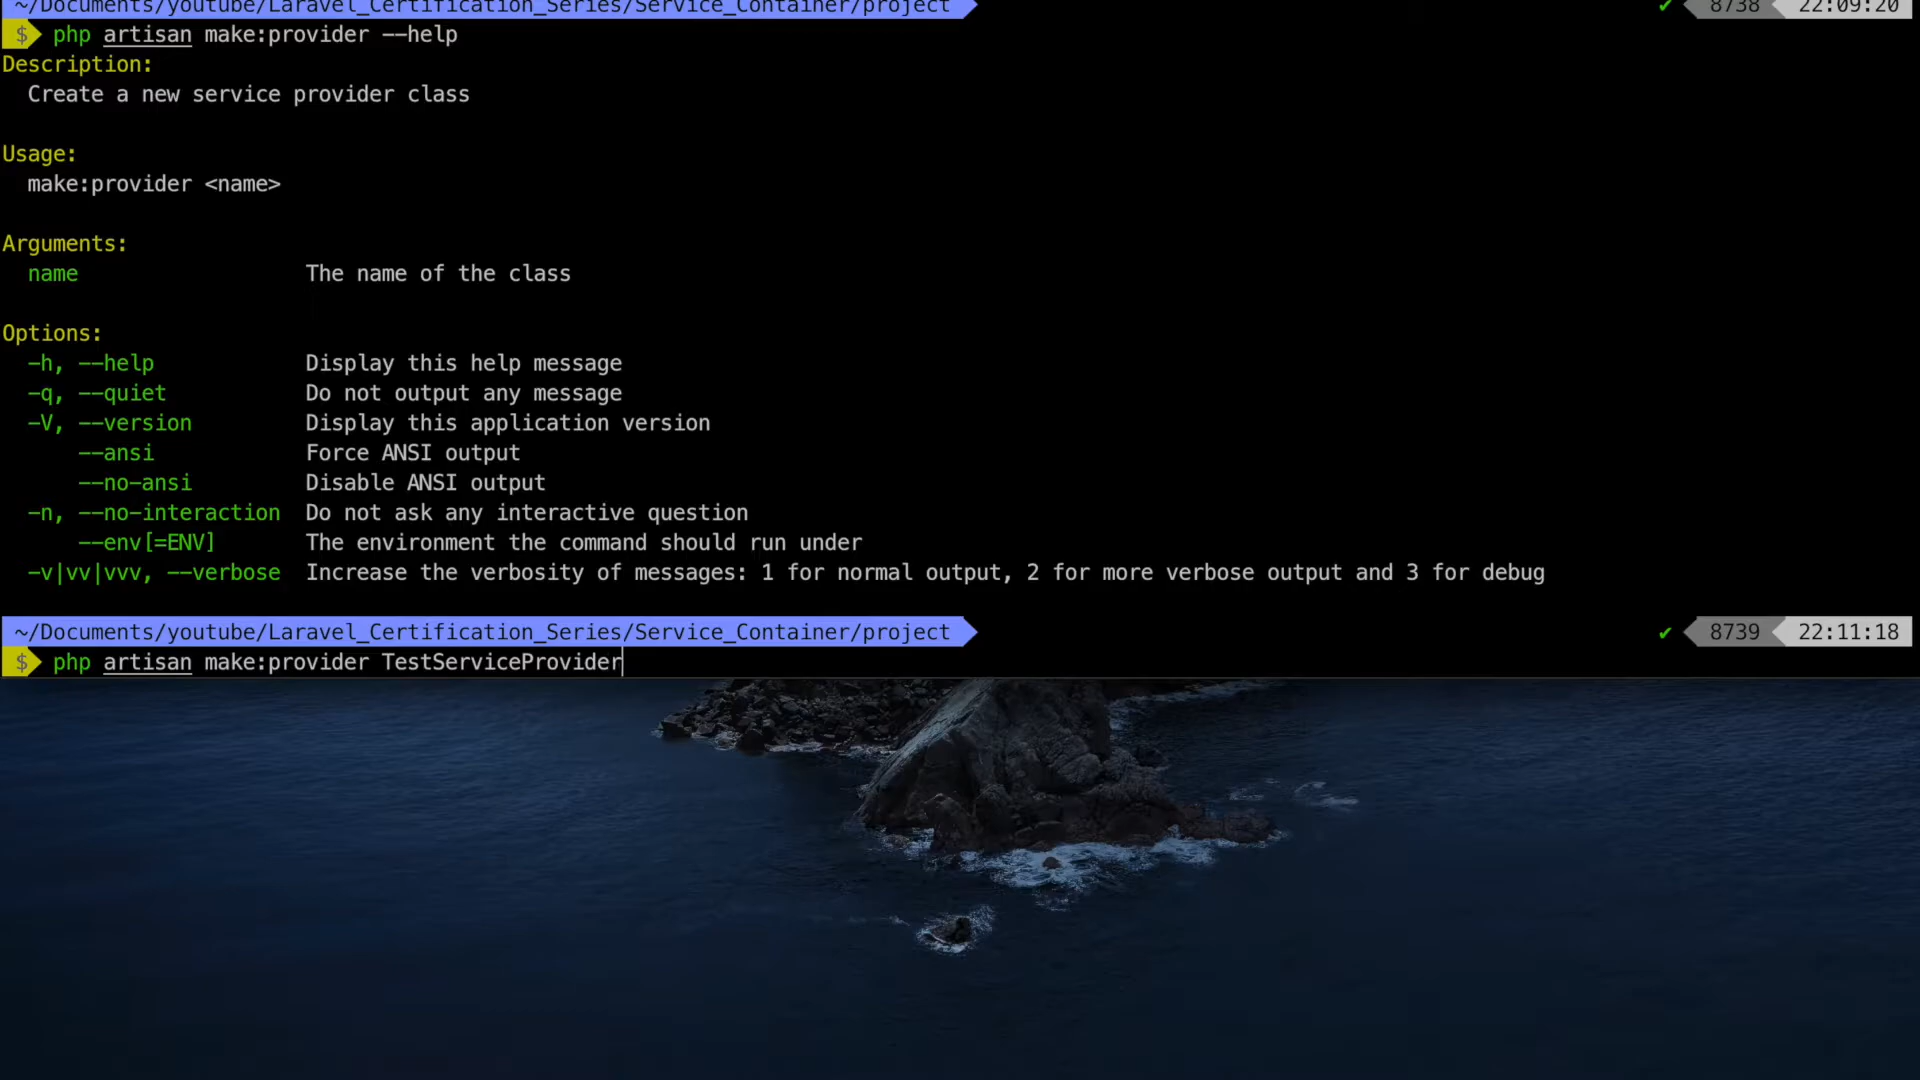 ~/Documents/youtube/Laravel_Certification_Series/Service_Container/project ✔ 8738 22:09:20
$ php artisan make:provider --help
Description:
Create a new service provider class
Usage:
make:provider <name>
Arguments:
name The name of the class
Options:
-h, --help Display this help message
-q, --quiet Do not output any message
-V, --version Display this application version
--ansi Force ANSI output
--no-ansi Disable ANSI output
-n, --no-interaction Do not ask any interactive question
--env[=ENV] The environment the command should run under
-v|vv|vvv, --verbose Increase the verbosity of messages: 1 for normal output, 2 for more verbose output and 3 for debug
~/Documents/youtube/Laravel_Certification_Series/Service_Container/project ✔ 8739 22:11:18
$ php artisan make:provider TestServiceProvider